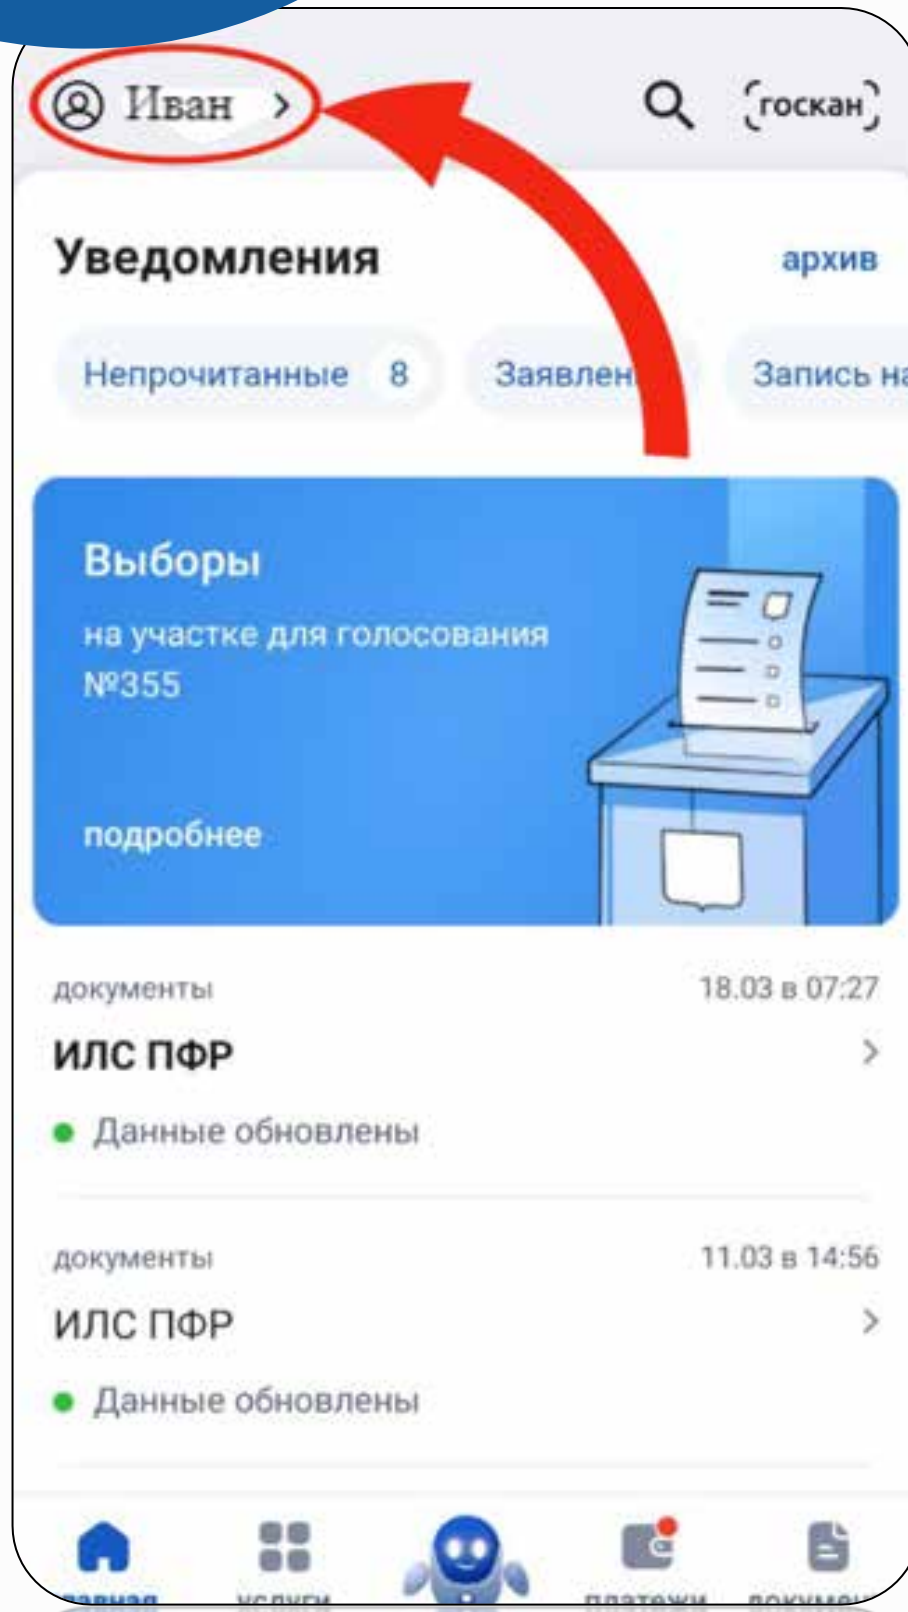 Иван
госкан
Уведомления
архив
Непрочитанные 8
Запись на
Выборы
на участке для голосования
№355
подробнее
документы
18.03 в 07:27
ИЛС ПФР
Данные обновлены
документы
11.03 в 14:56
ИЛС ПФР
Данные обновлены
услуги
платежи